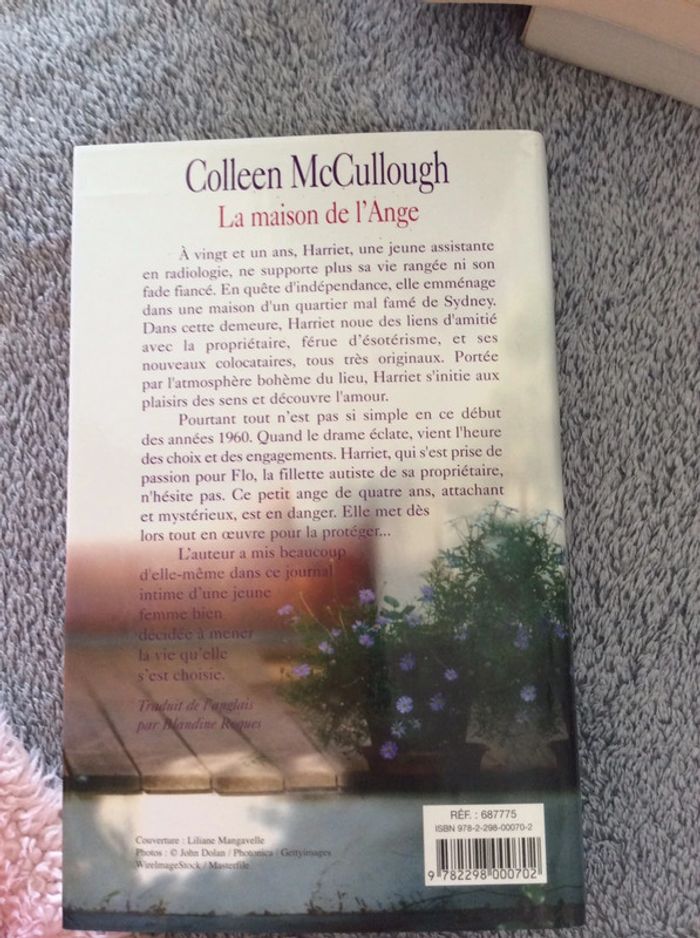 Colleen McCullough
La maison de l'Ange
À vingt et un ans, Harriet, une jeune assistante
en radiologie, ne supporte plus sa vie rangée ni son
fade fiancé. En quête d'indépendance, elle emménage
dans une maison d'un quartier mal famé de Sydney.
Dans cette demeure, Harriet noue des liens d'amitié
avec la propriétaire, férue d'ésotérisme, et ses
nouveaux colocataires, tous très originaux. Portée
par l'atmosphère bohème du lieu, Harriet s'initie aux
plaisirs des sens et découvre l'amour.
Pourtant tout n'est pas si simple en ce début
des années 1960. Quand le drame éclate, vient l'heure
des choix et des engagements. Harriet, qui s'est prise de
passion pour Flo, la fillette autiste de sa propriétaire,
n'hésite pas. Ce petit ange de quatre ans, attachant
et mystérieux, est en danger. Elle met dès
lors tout en œuvre pour la protéger...
L'auteur a mis beaucoup
d'elle-même dans ce journal
intime d'une jeune
femme bien
décidée à mener
la vie qu'elle
s'est choisie.
Traduit de l'anglais
par Blandine Roques
Couverture : Liliane Mangavelle
Photos : © John Dolan / Photonica / Gettyimages
WireImageStock / Masterfile
RÉF. : 687775
ISBN 978-2-298-00070-2
9 782298 000702